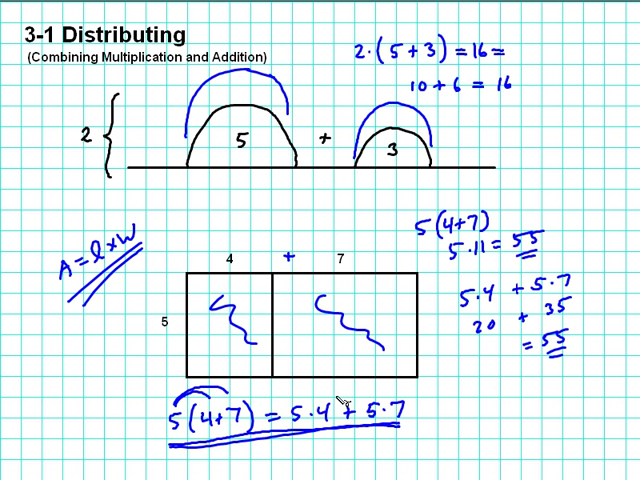 3-1 Distributing
(Combining Multiplication and Addition)
2·(5+3)=16=
10+6=16
2 { 5 + 3
A=l×W
5(4+7)
5·11=55
4 + 7
5·4 + 5·7
20 + 35
=55
5
5(4+7)=5·4+5·7